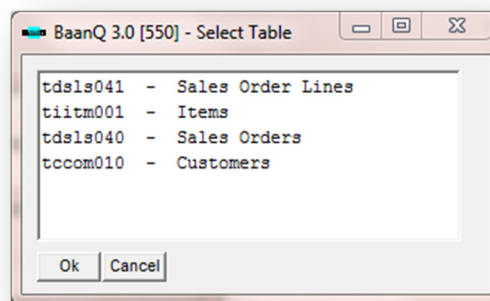 BaanQ 3.0 [550] - Select Table
tdsls041 - Sales Order Lines
tiitm001 - Items
tdsls040 - Sales Orders
tccom010 - Customers
Ok Cancel